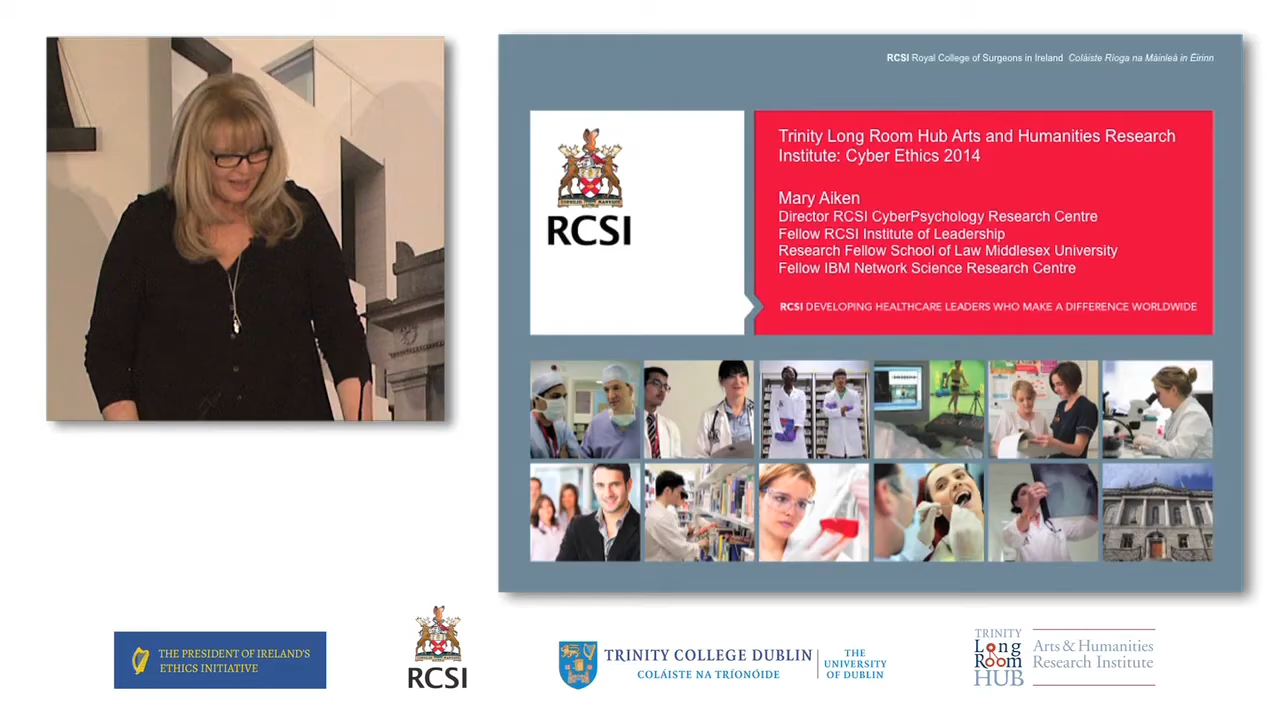 RCSI Royal College of Surgeons in Ireland Coláiste Ríoga na Máinleá in Éirinn
RCSI
Trinity Long Room Hub Arts and Humanities Research
Institute: Cyber Ethics 2014
Mary Aiken
Director RCSI CyberPsychology Research Centre
Fellow RCSI Institute of Leadership
Research Fellow School of Law Middlesex University
Fellow IBM Network Science Research Centre
RCSI DEVELOPING HEALTHCARE LEADERS WHO MAKE A DIFFERENCE WORLDWIDE
THE PRESIDENT OF IRELAND'S
ETHICS INITIATIVE
RCSI
TRINITY COLLEGE DUBLIN
COLÁISTE NA TRÍONÓIDE
THE
UNIVERSITY
OF DUBLIN
TRINITY
LONG
ROOM
HUB
Arts & Humanities
Research Institute